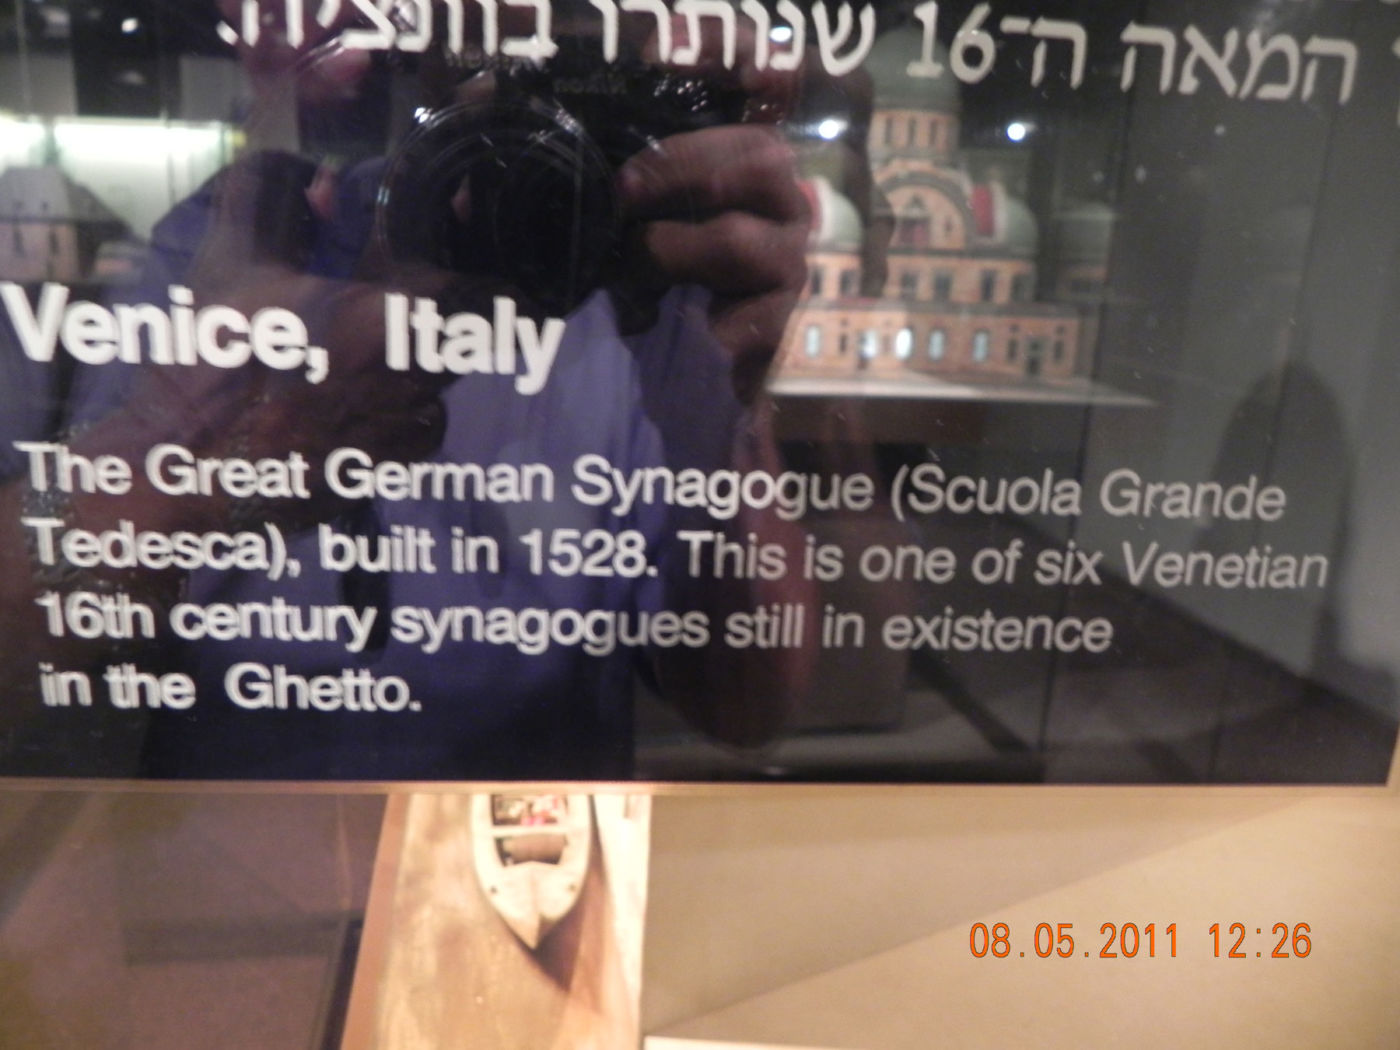 המאה ה־16 שנותרו בוונציה.
Venice, Italy
The Great German Synagogue (Scuola Grande
Tedesca), built in 1528. This is one of six Venetian
16th century synagogues still in existence
in the Ghetto.
08.05.2011 12:26